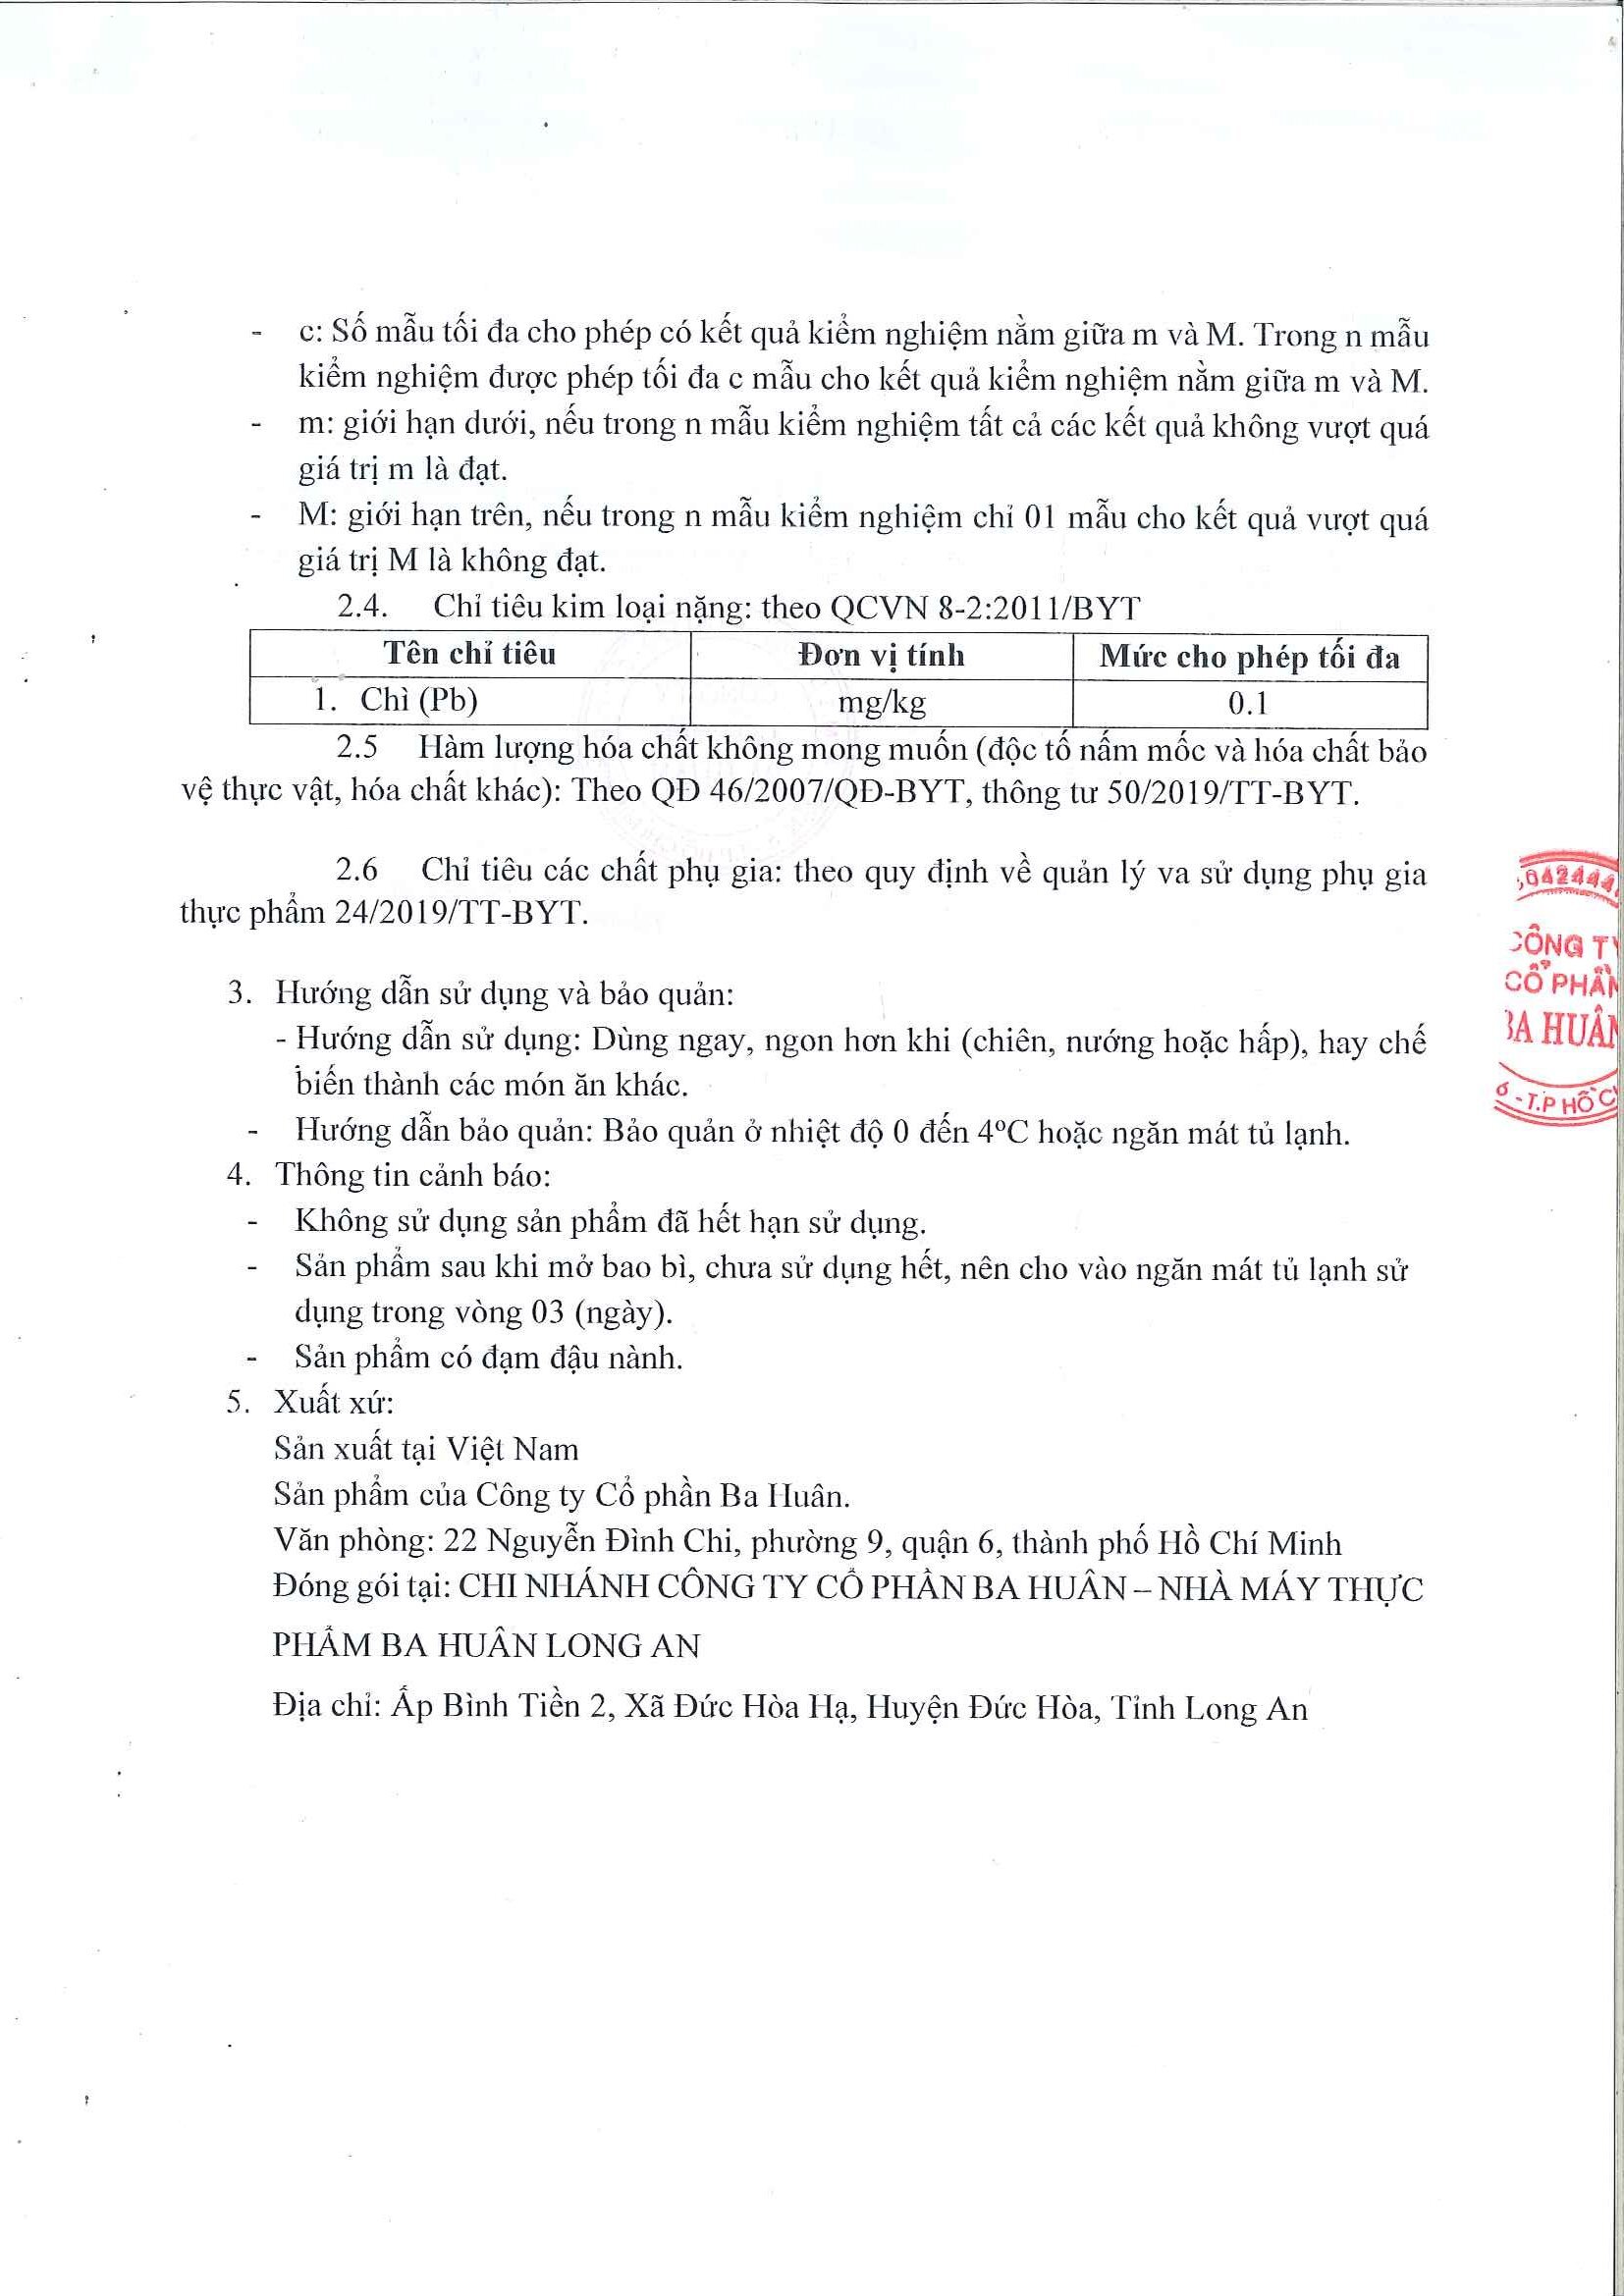 - c: Số mẫu tối đa cho phép có kết quả kiểm nghiệm nằm giữa m và M. Trong n mẫu
kiểm nghiệm được phép tối đa c mẫu cho kết quả kiểm nghiệm nằm giữa m và M.
- m: giới hạn dưới, nếu trong n mẫu kiểm nghiệm tất cả các kết quả không vượt quá
giá trị m là đạt.
- M: giới hạn trên, nếu trong n mẫu kiểm nghiệm chỉ 01 mẫu cho kết quả vượt quá
giá trị M là không đạt.
2.4. Chỉ tiêu kim loại nặng: theo QCVN 8-2:2011/BYT
Tên chỉ tiêu Đơn vị tính Mức cho phép tối đa
1. Chì (Pb) mg/kg 0.1
2.5 Hàm lượng hóa chất không mong muốn (độc tố nấm mốc và hóa chất bảo
vệ thực vật, hóa chất khác): Theo QĐ 46/2007/QĐ-BYT, thông tư 50/2019/TT-BYT.
2.6 Chỉ tiêu các chất phụ gia: theo quy định về quản lý va sử dụng phụ gia
thực phẩm 24/2019/TT-BYT.
3. Hướng dẫn sử dụng và bảo quản:
- Hướng dẫn sử dụng: Dùng ngay, ngon hơn khi (chiên, nướng hoặc hấp), hay chế
biến thành các món ăn khác.
- Hướng dẫn bảo quản: Bảo quản ở nhiệt độ 0 đến 4ºC hoặc ngăn mát tủ lạnh.
4. Thông tin cảnh báo:
- Không sử dụng sản phẩm đã hết hạn sử dụng.
- Sản phẩm sau khi mở bao bì, chưa sử dụng hết, nên cho vào ngăn mát tủ lạnh sử
dụng trong vòng 03 (ngày).
- Sản phẩm có đạm đậu nành.
5. Xuất xứ:
Sản xuất tại Việt Nam
Sản phẩm của Công ty Cổ phần Ba Huân.
Văn phòng: 22 Nguyễn Đình Chi, phường 9, quận 6, thành phố Hồ Chí Minh
Đóng gói tại: CHI NHÁNH CÔNG TY CỔ PHẦN BA HUÂN – NHÀ MÁY THỰC
PHẨM BA HUÂN LONG AN
Địa chỉ: Ấp Bình Tiền 2, Xã Đức Hòa Hạ, Huyện Đức Hòa, Tỉnh Long An
042444
CÔNG TY
CỔ PHẦN
BA HUÂN
6 - T.P HỒ C